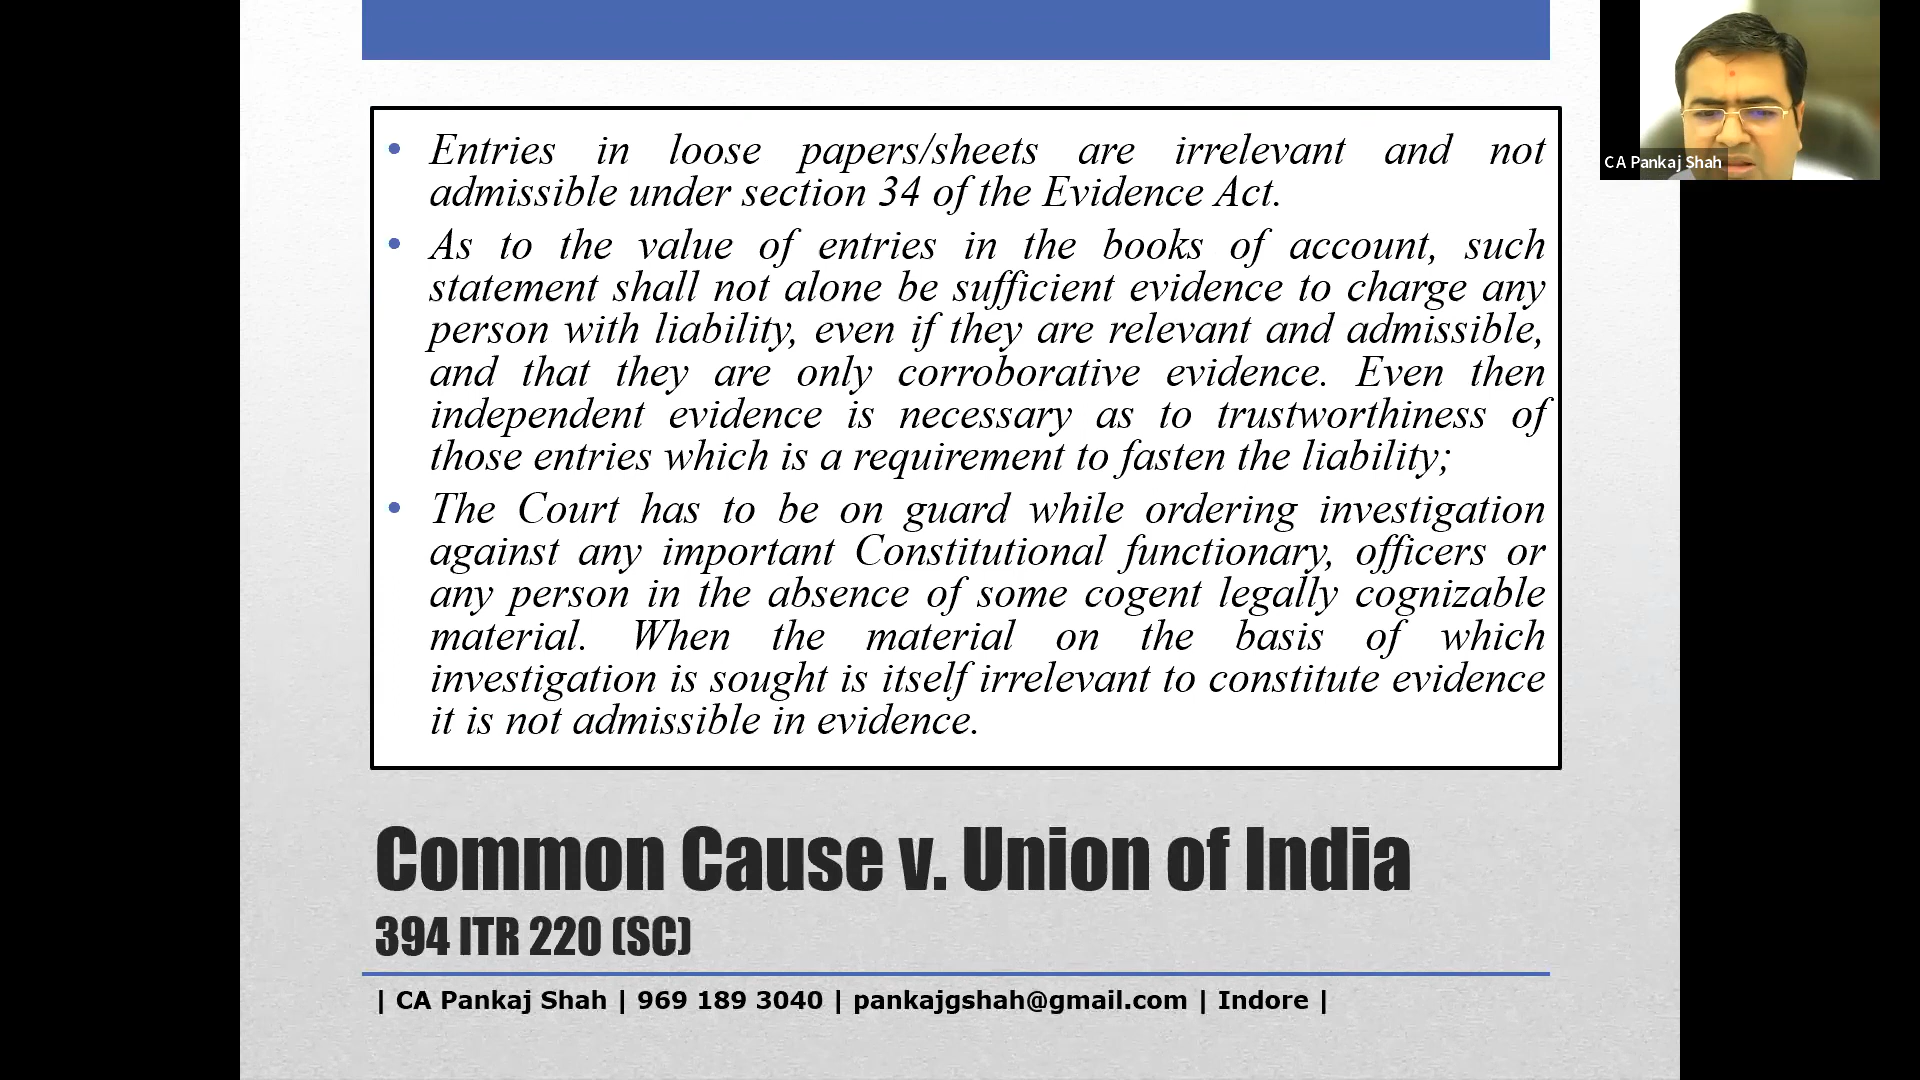 • Entries in loose papers/sheets are irrelevant and not
admissible under section 34 of the Evidence Act.
• As to the value of entries in the books of account, such
statement shall not alone be sufficient evidence to charge any
person with liability, even if they are relevant and admissible,
and that they are only corroborative evidence. Even then
independent evidence is necessary as to trustworthiness of
those entries which is a requirement to fasten the liability;
• The Court has to be on guard while ordering investigation
against any important Constitutional functionary, officers or
any person in the absence of some cogent legally cognizable
material. When the material on the basis of which
investigation is sought is itself irrelevant to constitute evidence
it is not admissible in evidence.
Common Cause v. Union of India
394 ITR 220 (SC)
| CA Pankaj Shah | 969 189 3040 | pankajgshah@gmail.com | Indore |
C A Pankaj Shah